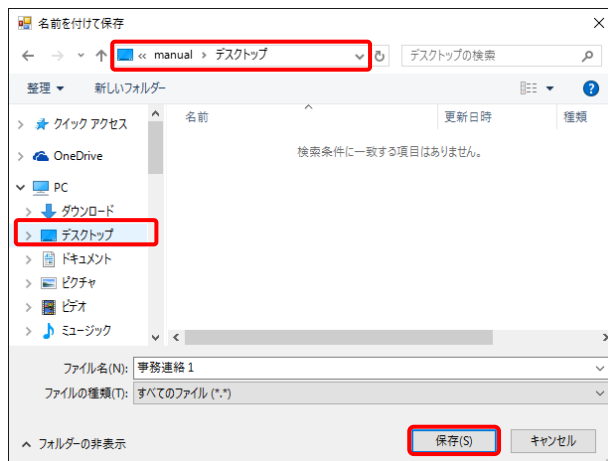 名前を付けて保存
« manual › デスクトップ
デスクトップの検索
整理
新しいフォルダー
名前
更新日時
種類
クイック アクセス
検索条件に一致する項目はありません。
OneDrive
PC
ダウンロード
デスクトップ
ドキュメント
ピクチャ
ビデオ
ミュージック
ファイル名(N): 事務連絡1
ファイルの種類(T): すべてのファイル (*.*)
フォルダーの非表示
保存(S)
キャンセル